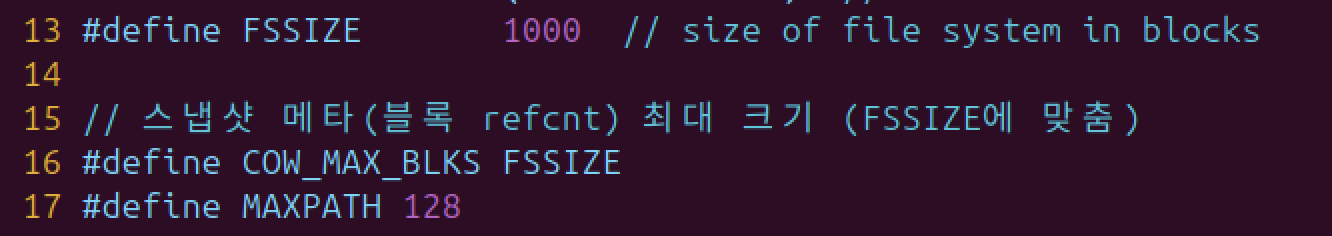 13 #define FSSIZE       1000  // size of file system in blocks
14
15 // 스냅샷 메타(블록 refcnt) 최대 크기 (FSSIZE에 맞춤)
16 #define COW_MAX_BLKS FSSIZE
17 #define MAXPATH 128